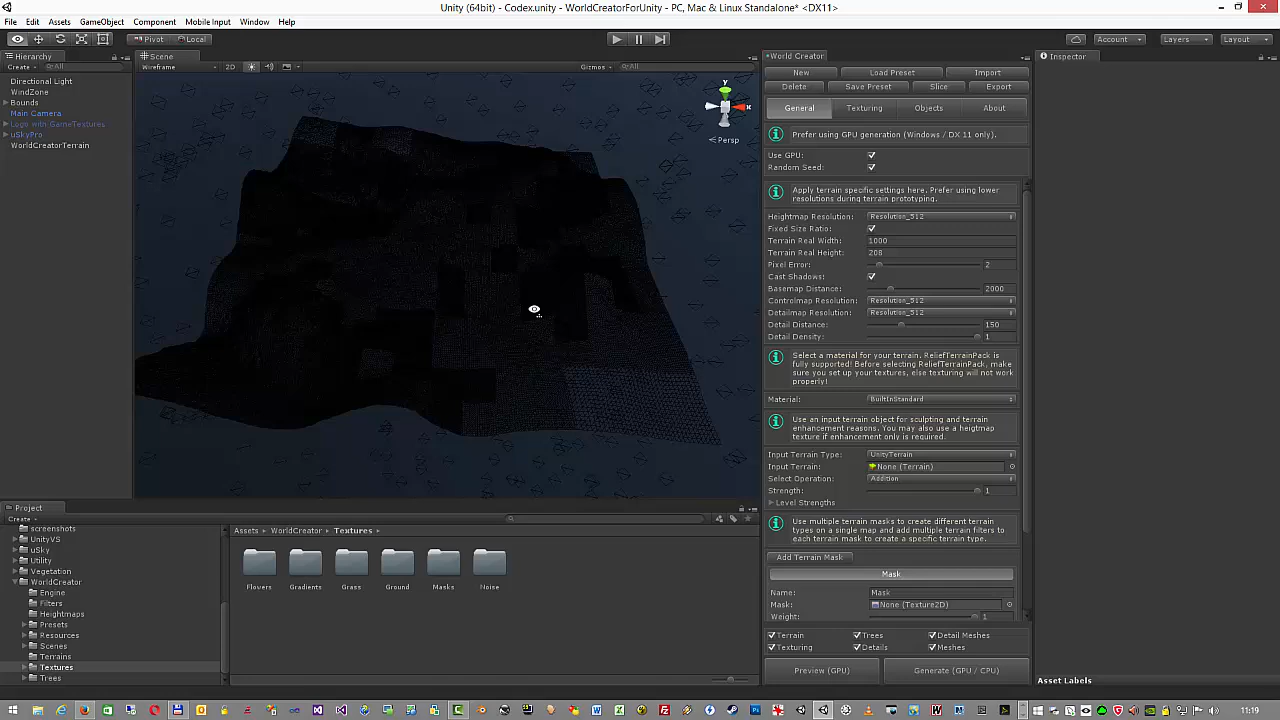 Unity (64bit) - Codex.unity - WorldCreatorForUnity - PC, Mac & Linux Standalone* <DX11>
File Edit Assets GameObject Component Mobile Input Window Help
Pivot Local Account Layers Layout
Hierarchy
Create All
Directional Light
WindZone
Bounds
Main Camera
Logo with GameTextures
uSkyPro
WorldCreatorTerrain
Scene
Wireframe 2D Gizmos All
y
x
Persp
World Creator
New Load Preset Import
Delete Save Preset Slice Export
General Texturing Objects About
Prefer using GPU generation (Windows / DX 11 only).
Use GPU:
Random Seed:
Apply terrain specific settings here. Prefer using lower
resolutions during terrain prototyping.
Heightmap Resolution: Resolution_512
Fixed Size Ratio:
Terrain Real Width: 1000
Terrain Real Height: 208
Pixel Error: 2
Cast Shadows:
Basemap Distance: 2000
Controlmap Resolution: Resolution_512
Detailmap Resolution: Resolution_512
Detail Distance: 150
Detail Density: 1
Select a material for your terrain. ReliefTerrainPack is
fully supported! Before selecting ReliefTerrainPack, make
sure you set up your textures, else texturing will not work
properly!
Material: BuiltInStandard
Use an input terrain object for sculpting and terrain
enhancement reasons. You may also use a heigtmap
texture if enhancement only is required.
Input Terrain Type: UnityTerrain
Input Terrain: None (Terrain)
Select Operation: Addition
Strength: 1
Level Strengths
Use multiple terrain masks to create different terrain
types on a single map and add multiple terrain filters to
each terrain mask to create a specific terrain type.
Add Terrain Mask
Mask
Name: Mask
Mask: None (Texture2D)
Weight: 1
Terrain Trees Detail Meshes
Texturing Details Meshes
Preview (GPU) Generate (GPU / CPU)
Inspector
Asset Labels
Project
Create
screenshots
UnityVS
uSky
Utility
Vegetation
WorldCreator
Engine
Filters
Heightmaps
Presets
Resources
Scenes
Terrains
Textures
Trees
Assets WorldCreator Textures
Flowers Gradients Grass Ground Masks Noise
11:19